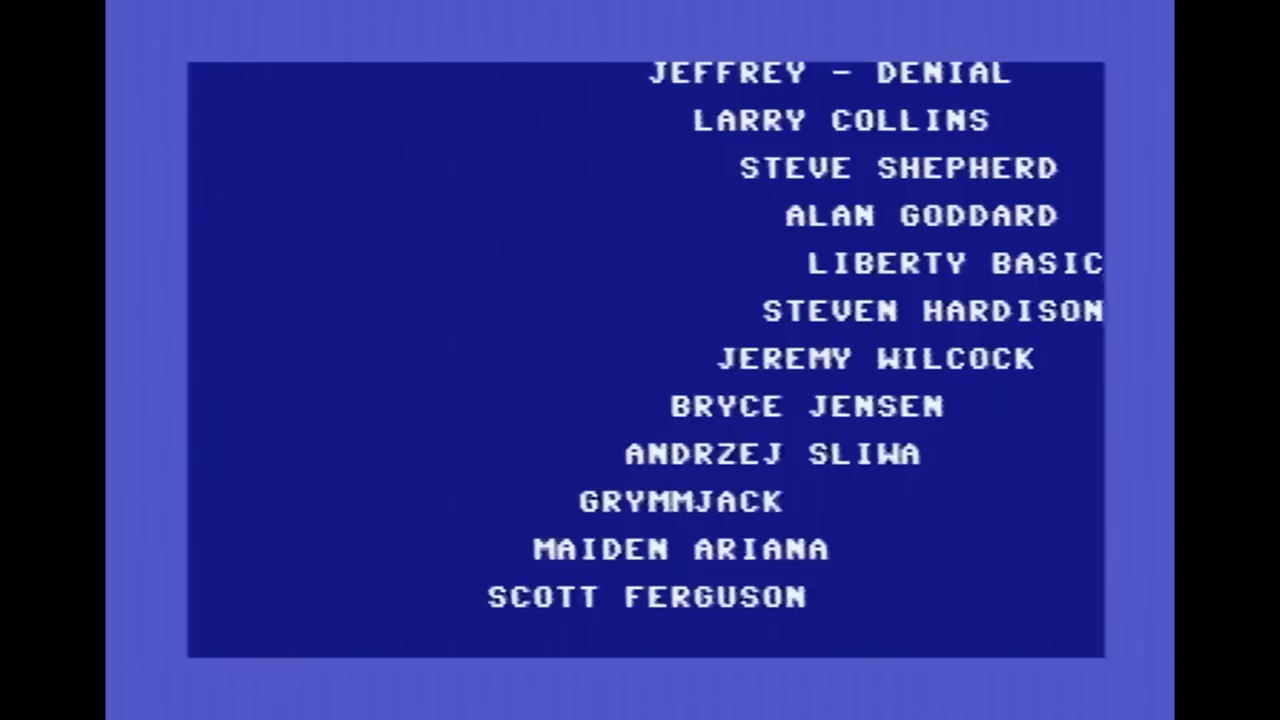 JEFFREY - DENIAL
LARRY COLLINS
STEVE SHEPHERD
ALAN GODDARD
LIBERTY BASIC
STEVEN HARDISON
JEREMY WILCOCK
BRYCE JENSEN
ANDRZEJ SLIWA
GRYMMJACK
MAIDEN ARIANA
SCOTT FERGUSON